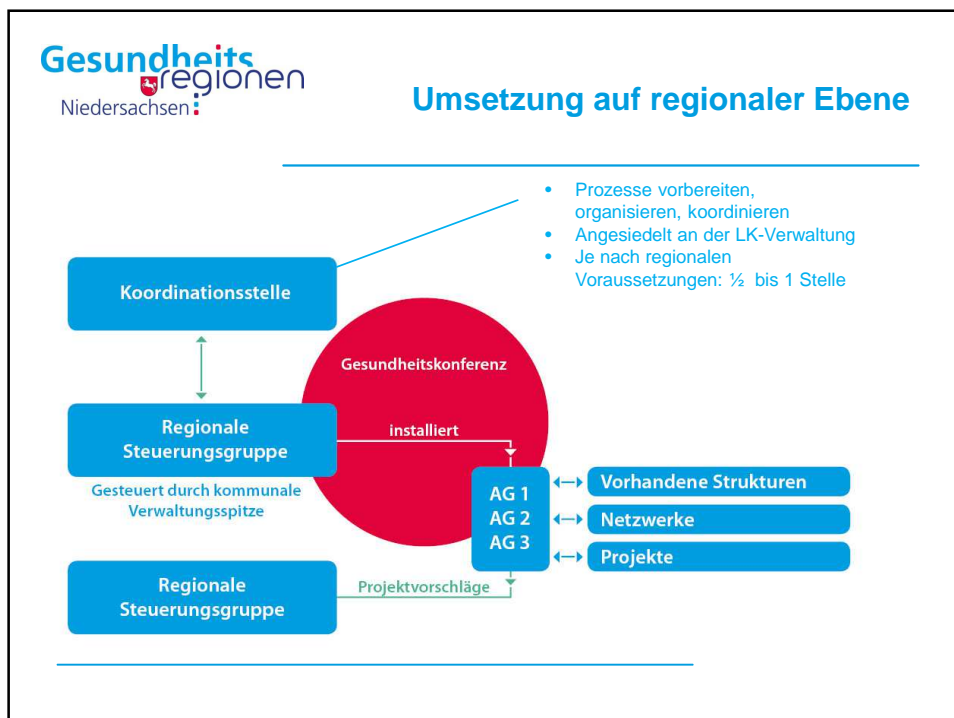 Gesundheits
regionen
Niedersachsen
Umsetzung auf regionaler Ebene
• Prozesse vorbereiten,
organisieren, koordinieren
• Angesiedelt an der LK-Verwaltung
• Je nach regionalen
Voraussetzungen: ½ bis 1 Stelle
Koordinationsstelle
Gesundheitskonferenz
Regionale
Steuerungsgruppe
installiert
Gesteuert durch kommunale
Verwaltungsspitze
AG 1
AG 2
AG 3
Vorhandene Strukturen
Netzwerke
Projekte
Regionale
Steuerungsgruppe
Projektvorschläge